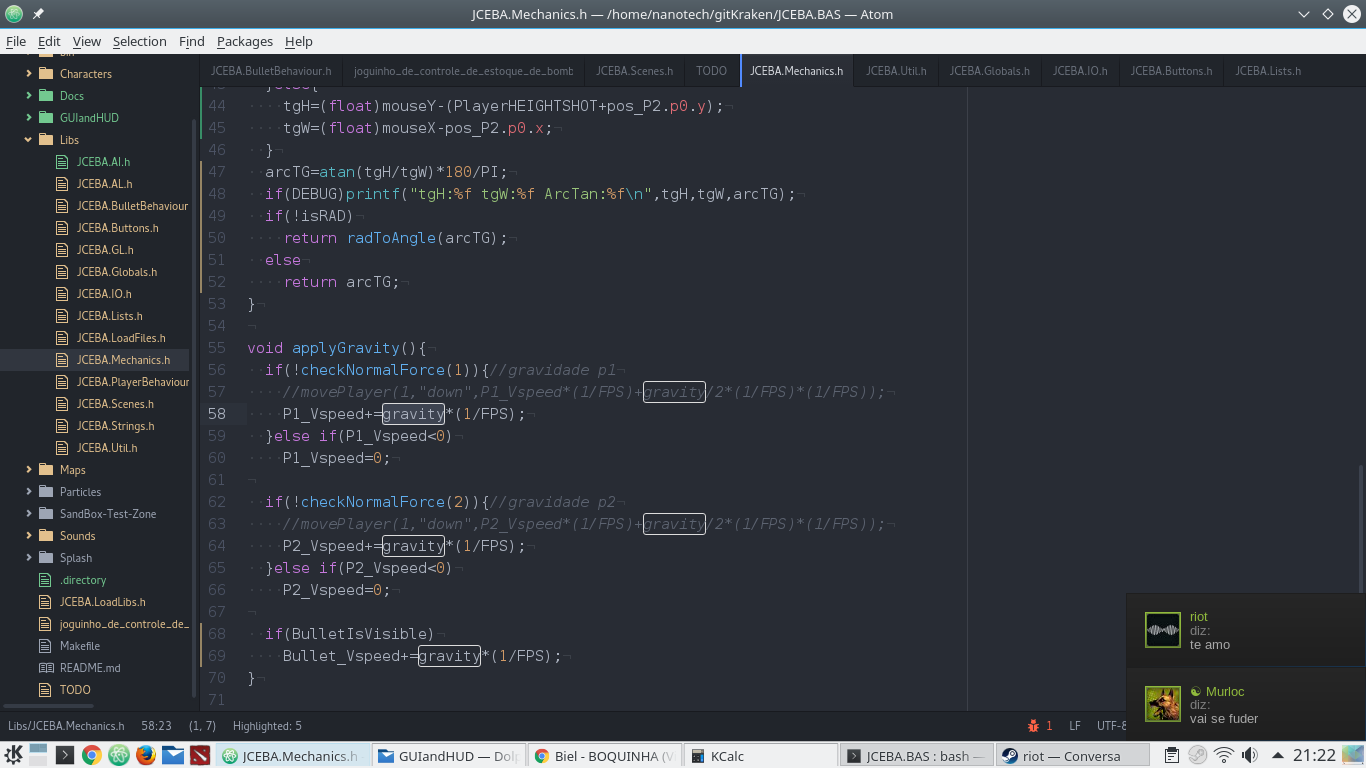 JCEBA.Mechanics.h — /home/nanotech/gitKraken/JCEBA.BAS — Atom
File Edit View Selection Find Packages Help
JCEBA.BulletBehaviour.h joguinho_de_controle_de_estoque_de_bomb JCEBA.Scenes.h TODO JCEBA.Mechanics.h JCEBA.Util.h JCEBA.Globals.h JCEBA.IO.h JCEBA.Buttons.h JCEBA.Lists.h
Characters
Docs
GUIandHUD
Libs
JCEBA.AI.h
JCEBA.AL.h
JCEBA.BulletBehaviour
JCEBA.Buttons.h
JCEBA.GL.h
JCEBA.Globals.h
JCEBA.IO.h
JCEBA.Lists.h
JCEBA.LoadFiles.h
JCEBA.Mechanics.h
JCEBA.PlayerBehaviour
JCEBA.Scenes.h
JCEBA.Strings.h
JCEBA.Util.h
Maps
Particles
SandBox-Test-Zone
Sounds
Splash
.directory
JCEBA.LoadLibs.h
joguinho_de_controle_de_
Makefile
README.md
TODO
44 tgH=(float)mouseY-(PlayerHEIGHTSHOT+pos_P2.p0.y);
45 tgW=(float)mouseX-pos_P2.p0.x;
46 }
47 arcTG=atan(tgH/tgW)*180/PI;
48 if(DEBUG)printf("tgH:%f tgW:%f ArcTan:%f\n",tgH,tgW,arcTG);
49 if(!isRAD)
50 return radToAngle(arcTG);
51 else
52 return arcTG;
53 }
54
55 void applyGravity(){
56 if(!checkNormalForce(1)){//gravidade p1
57 //movePlayer(1,"down",P1_Vspeed*(1/FPS)+gravity/2*(1/FPS)*(1/FPS));
58 P1_Vspeed+=gravity*(1/FPS);
59 }else if(P1_Vspeed<0)
60 P1_Vspeed=0;
61
62 if(!checkNormalForce(2)){//gravidade p2
63 //movePlayer(1,"down",P2_Vspeed*(1/FPS)+gravity/2*(1/FPS)*(1/FPS));
64 P2_Vspeed+=gravity*(1/FPS);
65 }else if(P2_Vspeed<0)
66 P2_Vspeed=0;
67
68 if(BulletIsVisible)
69 Bullet_Vspeed+=gravity*(1/FPS);
70 }
71
riot
diz:
te amo
☯ Murloc
diz:
vai se fuder
Libs/JCEBA.Mechanics.h 58:23 (1, 7) Highlighted: 5 1 LF UTF-8
JCEBA.Mechanics.h GUIandHUD — Dol Biel - BOQUINHA (V KCalc JCEBA.BAS : bash — riot — Conversa 21:22